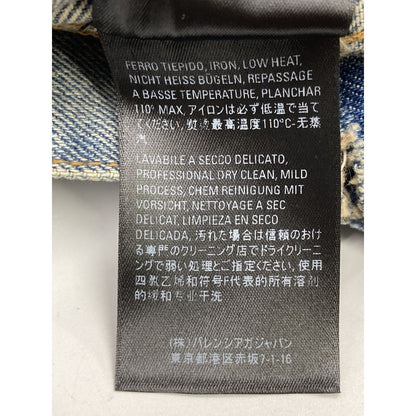 FERRO TIEPIDO, IRON, LOW HEAT,
NICHT HEISS BÜGELN, REPASSAGE
A BASSE TEMPERATURE, PLANCHAR
110° MAX, アイロンは必ず低温で当て
てください, 熨烫最高温度110°C-无蒸
汽
LAVABILE A SECCO DELICATO,
PROFESSIONAL DRY CLEAN, MILD
PROCESS, CHEM REINIGUNG MIT
VORSICHT, NETTOYAGE A SEC
DELICAT, LIMPIEZA EN SECO
DELICADA, 汚れた場合は信頼のおけ
る専門のクリーニング店でドライクリーニ
ングで弱い処理とご指定ください, 使用
四氯乙烯和符号F代表的所有溶剂
的缓和专业干洗
(株) バレンシアガジャパン
東京都港区赤坂7-1-16